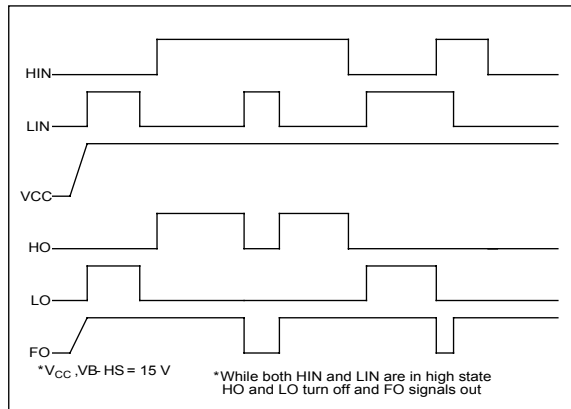 HIN
LIN
VCC
HO
LO
FO
*VCC ,VB- HS = 15 V
*While both HIN and LIN are in high state
HO and LO turn off and FO signals out